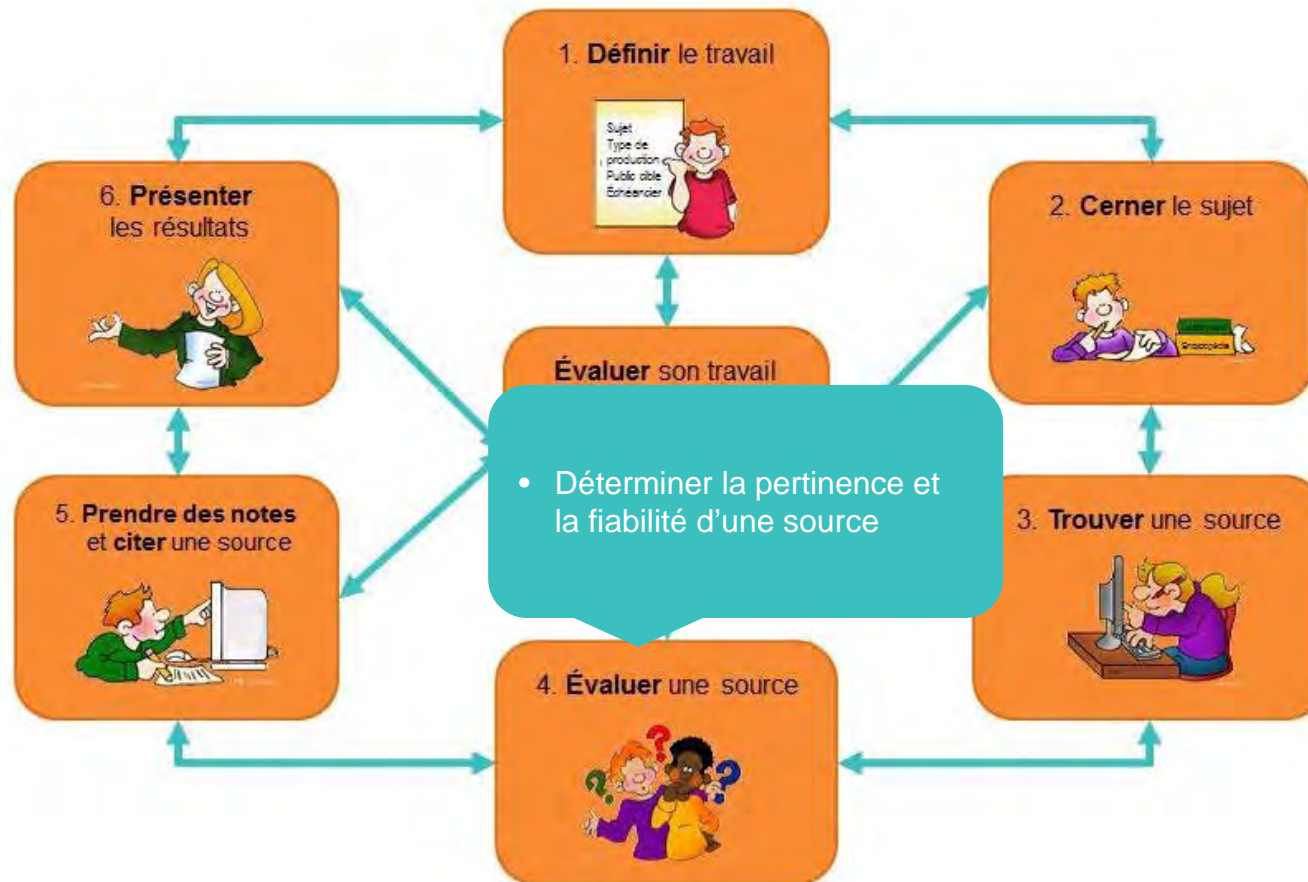 1. Définir le travail
Sujet
Type de
production
Public cible
Echéancier
6. Présenter
les résultats
2. Cerner le sujet
Encyclopédie
Évaluer son travail
• Déterminer la pertinence et
la fiabilité d’une source
5. Prendre des notes
et citer une source
3. Trouver une source
4. Évaluer une source